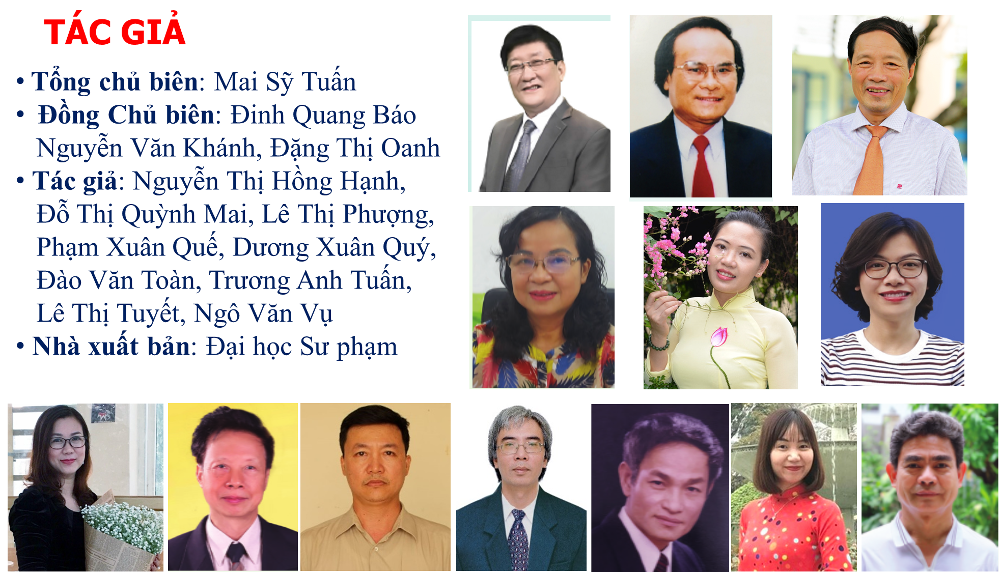 TÁC GIẢ
• Tổng chủ biên: Mai Sỹ Tuấn
• Đồng Chủ biên: Đinh Quang Báo
Nguyễn Văn Khánh, Đặng Thị Oanh
• Tác giả: Nguyễn Thị Hồng Hạnh,
Đỗ Thị Quỳnh Mai, Lê Thị Phượng,
Phạm Xuân Quế, Dương Xuân Quý,
Đào Văn Toàn, Trương Anh Tuấn,
Lê Thị Tuyết, Ngô Văn Vụ
• Nhà xuất bản: Đại học Sư phạm